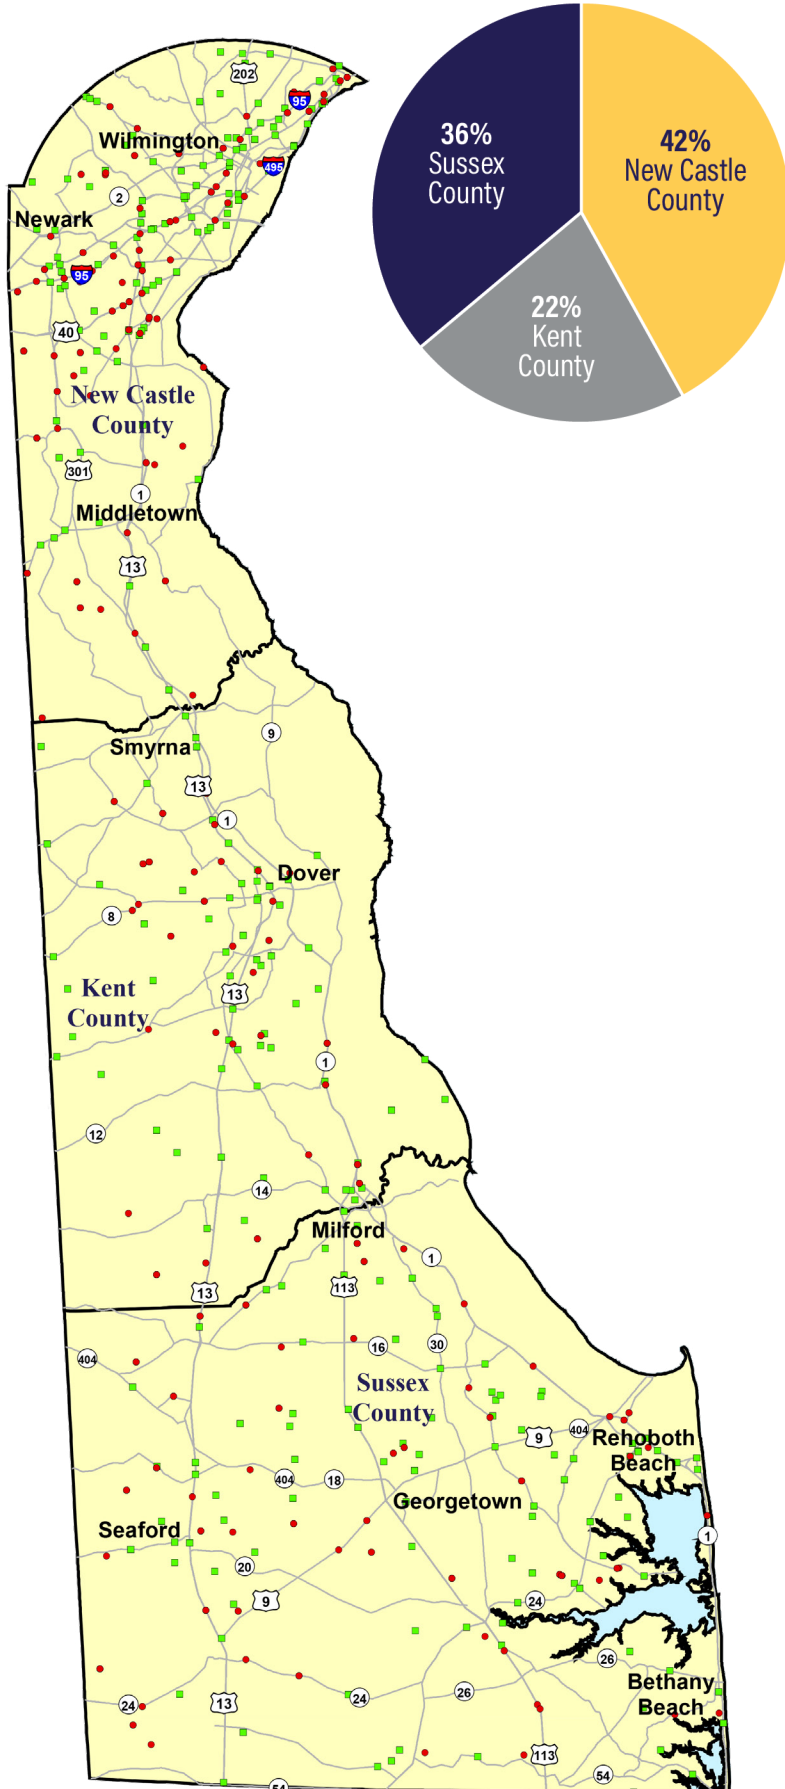 202
95
Wilmington
495
2
Newark
95
40
New Castle
County
301
1
Middletown
13
36%
Sussex
County
42%
New Castle
County
22%
Kent
County
9
Smyrna
13
1
Dover
8
Kent
County
13
1
12
14
Milford
1
13
113
404
16
30
Sussex
County
9
404
Rehoboth
Beach
404
18
Georgetown
Seaford
1
20
9
24
26
Bethany
Beach
24
13
24
26
113
54
54